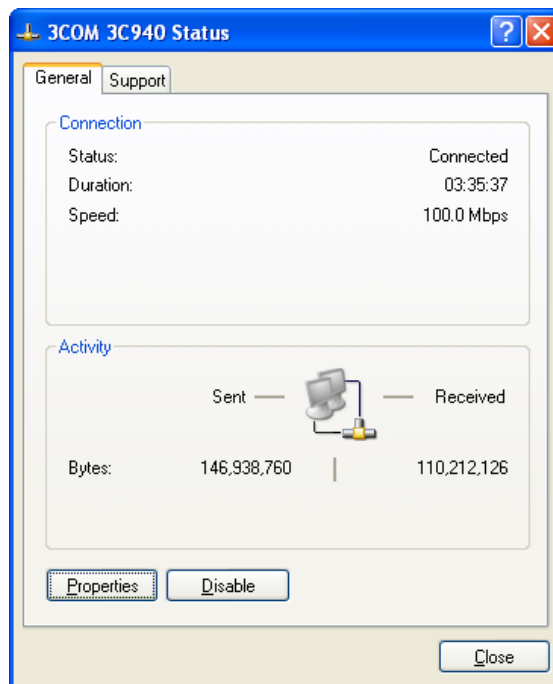 3COM 3C940 Status
General Support
Connection
Status: Connected
Duration: 03:35:37
Speed: 100.0 Mbps
Activity
Sent — Received
Bytes: 146,938,760 | 110,212,126
Properties Disable
Close